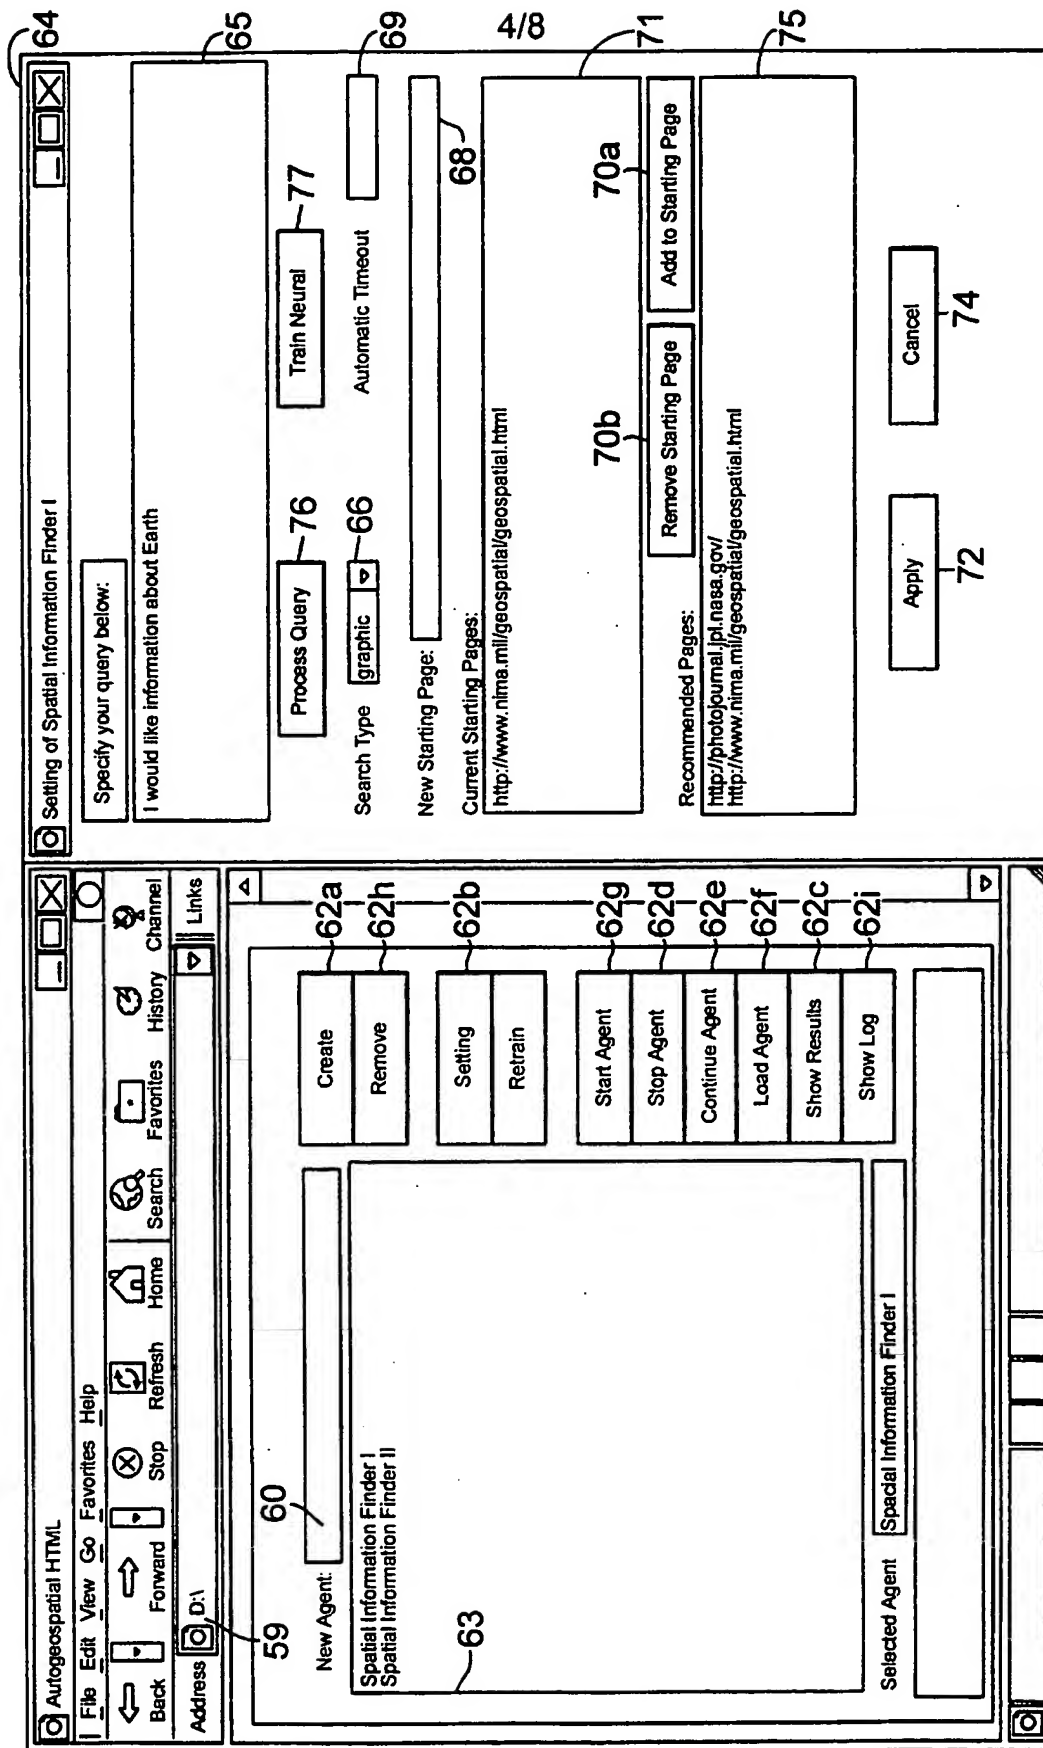 4/8
Autogeospatial HTML
File Edit View Go Favorites Help
Back Forward Stop Refresh Home Search Favorites History Channel
Address D:\ Links
59
New Agent:
60
Spatial Information Finder I
Spatial Information Finder II
63
Create 62a
Remove 62h
Setting 62b
Retrain
Start Agent 62g
Stop Agent 62d
Continue Agent 62e
Load Agent 62f
Show Results 62c
Show Log 62i
Selected Agent Spacial Information Finder I
64
Setting of Spatial Information Finder I
Specify your query below:
65
I would like information about Earth
Process Query 76
Train Neural 77
Search Type graphic 66
Automatic Timeout 69
New Starting Page: 68
Current Starting Pages:
http://www.nima.mil/geospatial/geospatial.html
71
70b 70a
Remove Starting Page Add to Starting Page
Recommended Pages:
75
http://photojournal.jpl.nasa.gov/
http://www.nima.mil/geospatial/geospatial.html
Apply Cancel
72 74